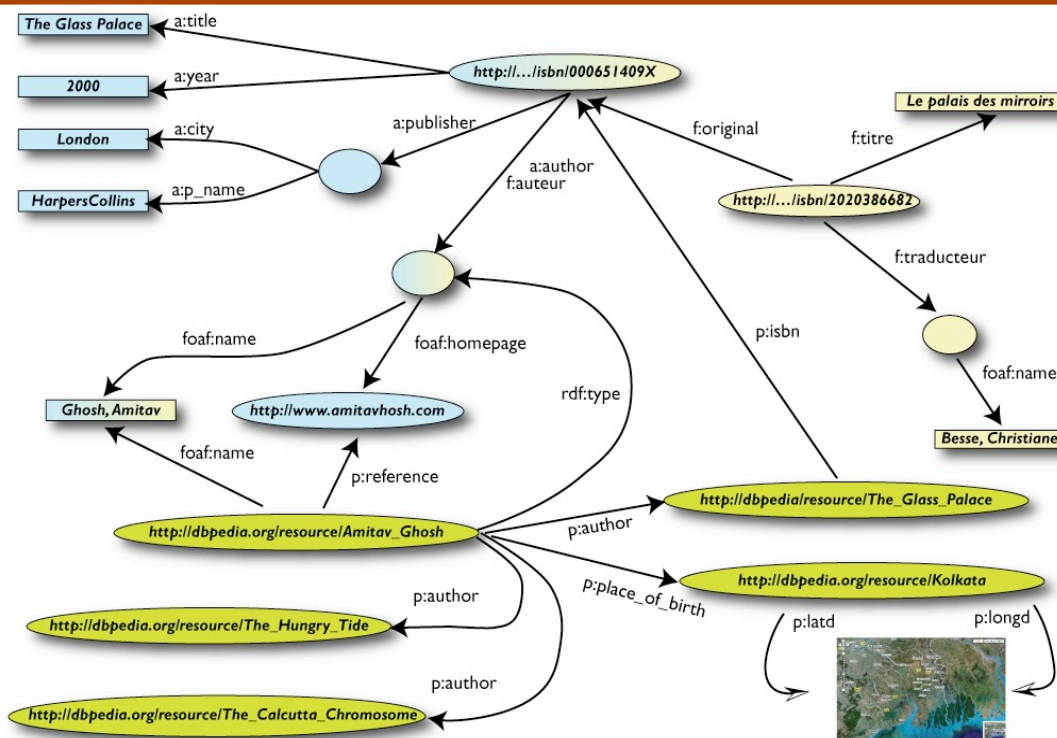 The Glass Palace
a:title
http://…/isbn/000651409X
2000
a:year
Le palais des mirroirs
London
a:city
a:publisher
f:original
f:titre
a:author
f:auteur
HarpersCollins
a:p_name
http://…/isbn/2020386682
f:traducteur
foaf:name
foaf:homepage
p:isbn
foaf:name
rdf:type
Ghosh, Amitav
http://www.amitavhosh.com
Besse, Christiane
foaf:name
p:reference
http://dbpedia/resource/The_Glass_Palace
http://dbpedia.org/resource/Amitav_Ghosh
p:author
p:place_of_birth
http://dbpedia.org/resource/Kolkata
p:author
http://dbpedia.org/resource/The_Hungry_Tide
p:latd
p:longd
p:author
http://dbpedia.org/resource/The_Calcutta_Chromosome